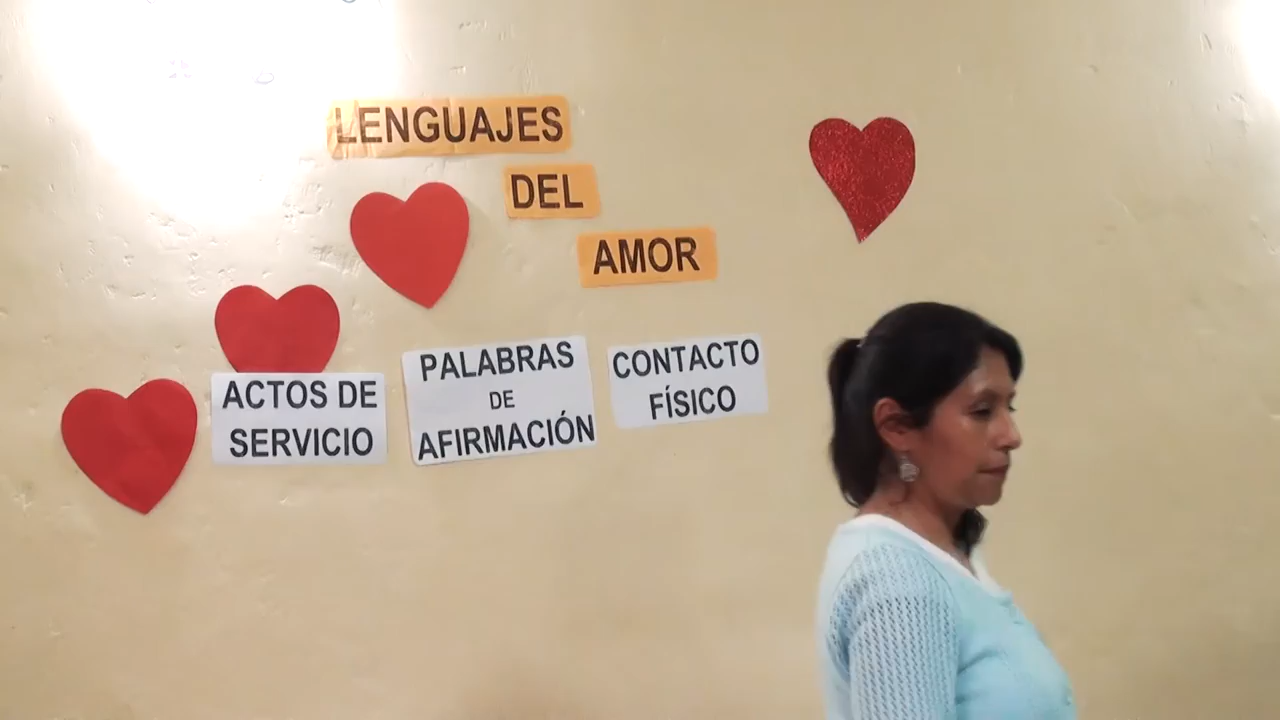 LENGUAJES
DEL
AMOR
ACTOS DE
SERVICIO
PALABRAS
DE
AFIRMACIÓN
CONTACTO
FÍSICO